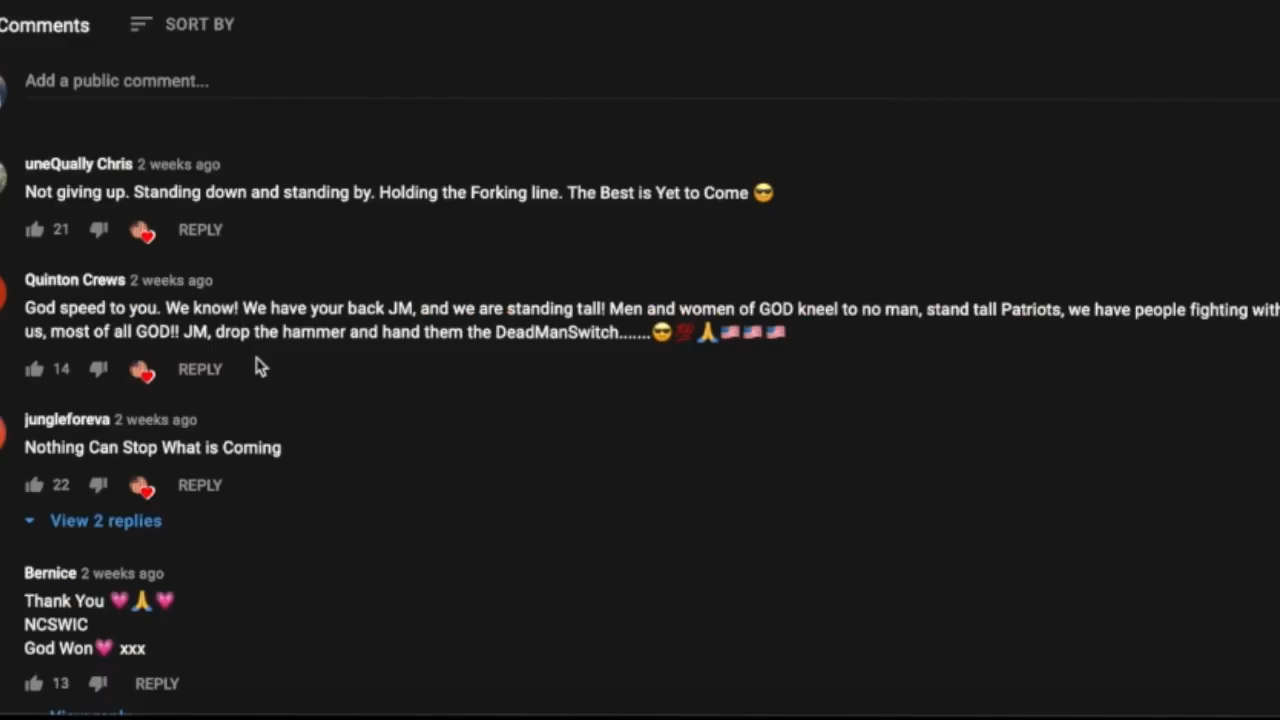 Comments SORT BY
Add a public comment...
uneQually Chris 2 weeks ago
Not giving up. Standing down and standing by. Holding the Forking line. The Best is Yet to Come 😎
21 REPLY
Quinton Crews 2 weeks ago
God speed to you. We know! We have your back JM, and we are standing tall! Men and women of GOD kneel to no man, stand tall Patriots, we have people fighting with
us, most of all GOD!! JM, drop the hammer and hand them the DeadManSwitch.......😎💯🙏🇺🇸🇺🇸🇺🇸
14 REPLY
jungleforeva 2 weeks ago
Nothing Can Stop What is Coming
22 REPLY
View 2 replies
Bernice 2 weeks ago
Thank You 💗🙏💗
NCSWIC
God Won💗 xxx
13 REPLY